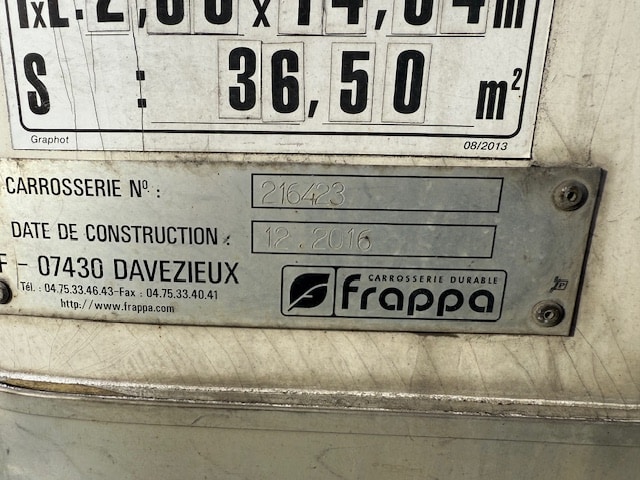 S : 36,50 m²
Graphot 08/2013
CARROSSERIE Nº : 216423
DATE DE CONSTRUCTION : 12.2016
F - 07430 DAVEZIEUX
Tél. : 04.75.33.46.43-Fax : 04.75.33.40.41
http://www.frappa.com
CARROSSERIE DURABLE
frappa